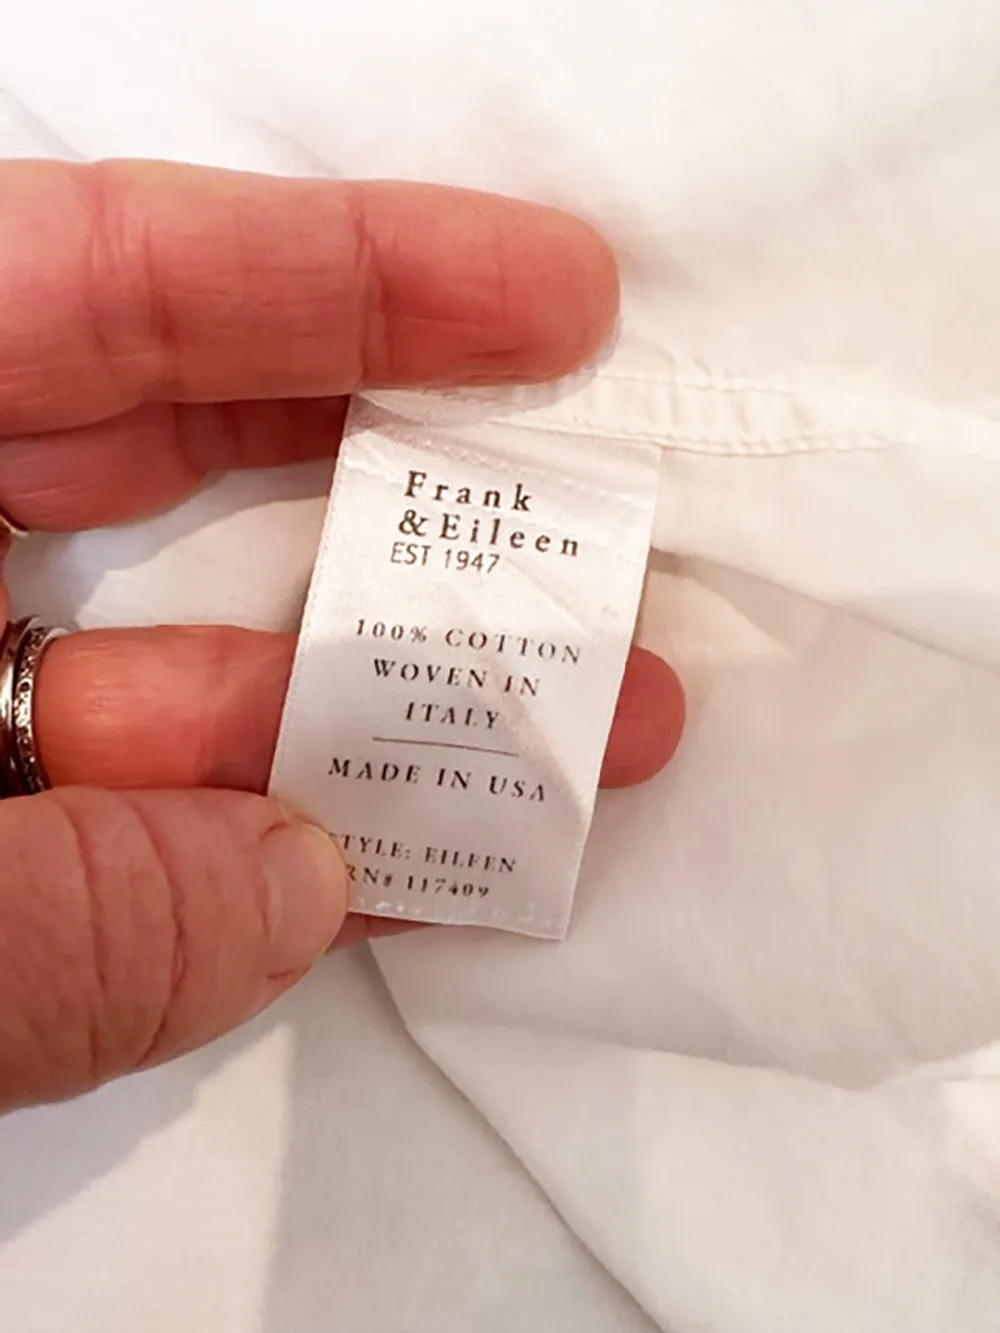 Frank
& Eileen
EST 1947
100% COTTON
WOVEN IN
ITALY
MADE IN USA
TYLE: EILEEN
RN# 117409